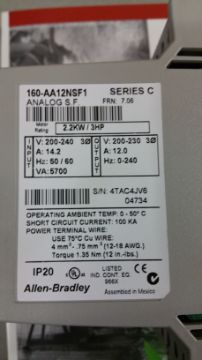 160-AA12NSF1 SERIES C
ANALOG S.F. FRN: 7.06
Motor Rating 2.2KW / 3HP
INPUT V: 200-240 3Ø OUTPUT V: 200-230 3Ø
A: 14.2 A: 12.0
Hz: 50 / 60 Hz: 0-240
VA: 5700
S/N: 4TAC4JV6
04734
OPERATING AMBIENT TEMP: 0 - 50° C
SHORT CIRCUIT CURRENT: 100 KA
POWER TERMINAL WIRE:
USE 75°C Cu WIRE
4 mm² - .75 mm² (12-18 AWG.)
Torque 1.35 Nm (12 in-lbs.)
IP20 UL LISTED IND. CONT. EQ. 966X
Allen-Bradley Assembled in Mexico